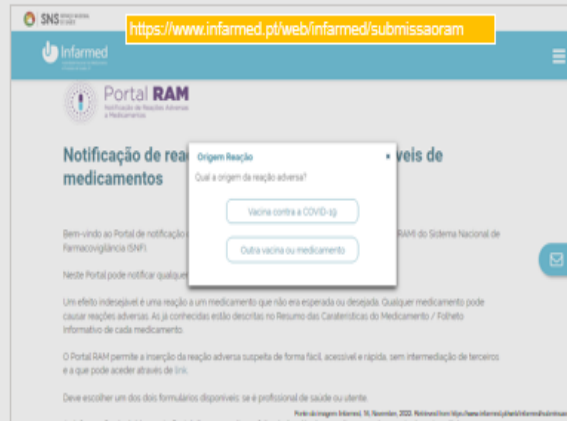 SNS
https://www.infarmed.pt/web/infarmed/submissaoram
Infarmed
Portal RAM
Notificação de Reações Adversas
a Medicamentos
Notificação de rea veis de
medicamentos
Origem Reação
Qual a origem da reação adversa?
Vacina contra a COVID-19
Outra vacina ou medicamento
Bem-vindo ao Portal de notificação RAM) do Sistema Nacional de
Farmacovigilância (SNF).
Neste Portal pode notificar qualquer
Um efeito indesejável é uma reação a um medicamento que não era esperada ou desejada. Qualquer medicamento pode
causar reações adversas. As já conhecidas estão descritas no Resumo das Caraterísticas do Medicamento / Folheto
Informativo de cada medicamento.
O Portal RAM permite a inserção da reação adversa suspeita de forma fácil, acessível e rápida, sem intermediação de terceiros
e a que pode aceder através de link.
Deve escolher um dos dois formulários disponíveis: se é profissional de saúde ou utente.